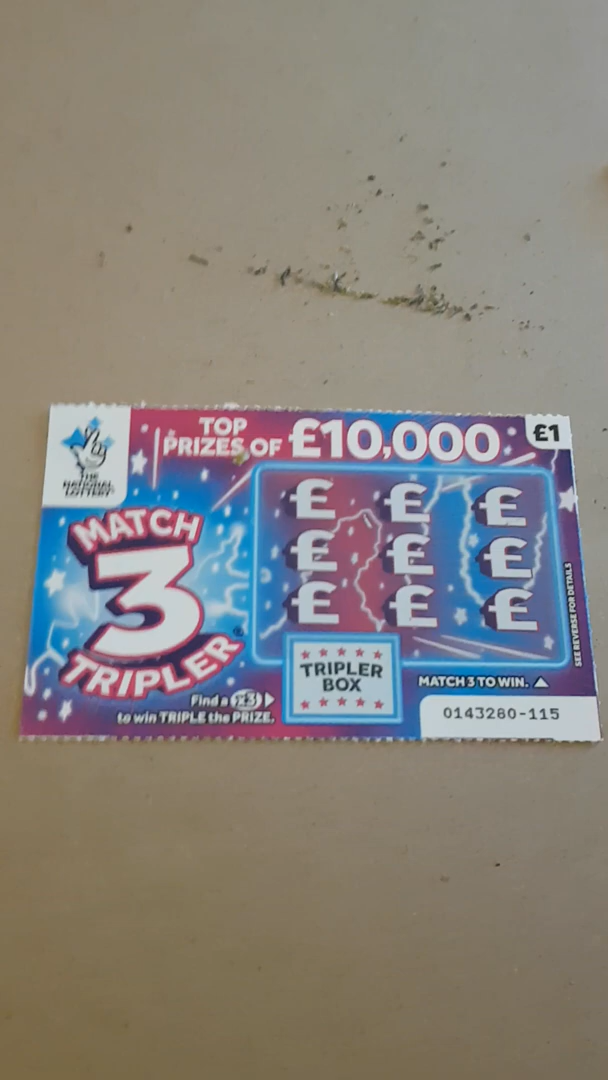 TOP
PRIZES OF £10,000
£1
THE
NATIONAL
LOTTERY®
MATCH
3
TRIPLER®
£ £ £
£ £ £
£ £ £
SEE REVERSE FOR DETAILS
TRIPLER
BOX
MATCH 3 TO WIN.
Find a x3
to win TRIPLE the PRIZE.
0143280-115